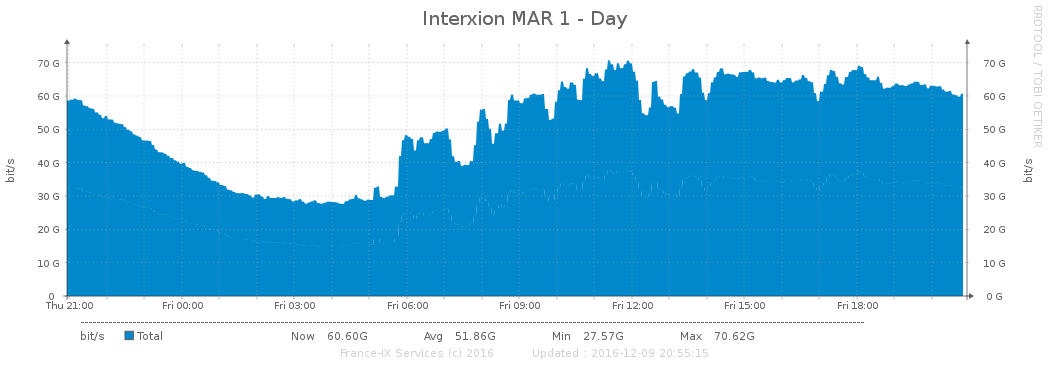 Interxion MAR 1 - Day
RRDTOOL / TOBI OETIKER
bit/s
70 G 70 G
60 G 60 G
50 G 50 G
40 G 40 G
30 G 30 G
20 G 20 G
10 G 10 G
0 0 G
bit/s
Thu 21:00 Fri 00:00 Fri 03:00 Fri 06:00 Fri 09:00 Fri 12:00 Fri 15:00 Fri 18:00
bit/s Total Now 60.60G Avg 51.86G Min 27.57G Max 70.62G
France-IX Services (c) 2016 Updated : 2016-12-09 20:55:15